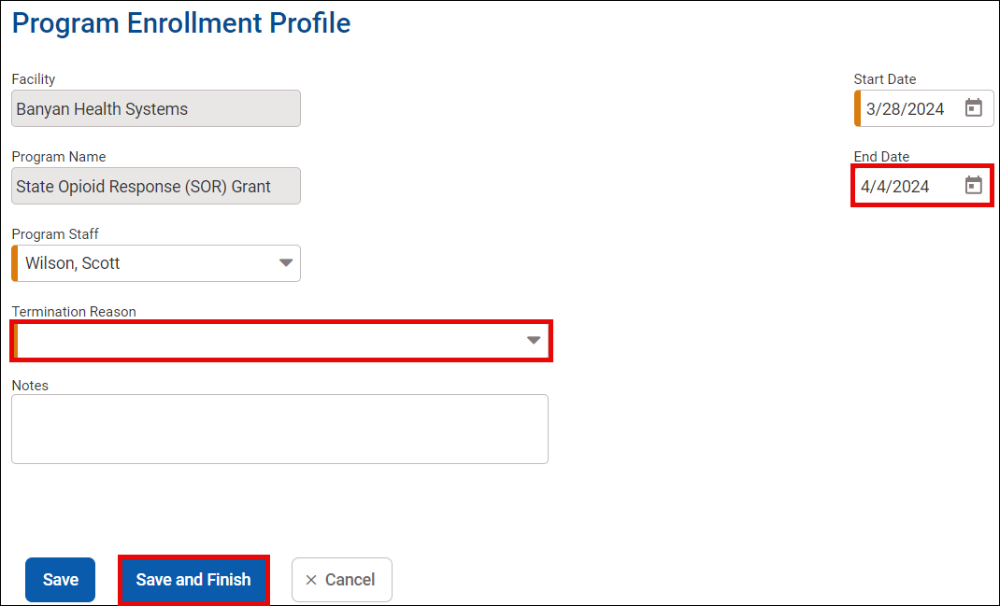 Program Enrollment Profile
Facility
Banyan Health Systems
Start Date
3/28/2024
Program Name
State Opioid Response (SOR) Grant
End Date
4/4/2024
Program Staff
Wilson, Scott
Termination Reason
Notes
Save
Save and Finish
Cancel